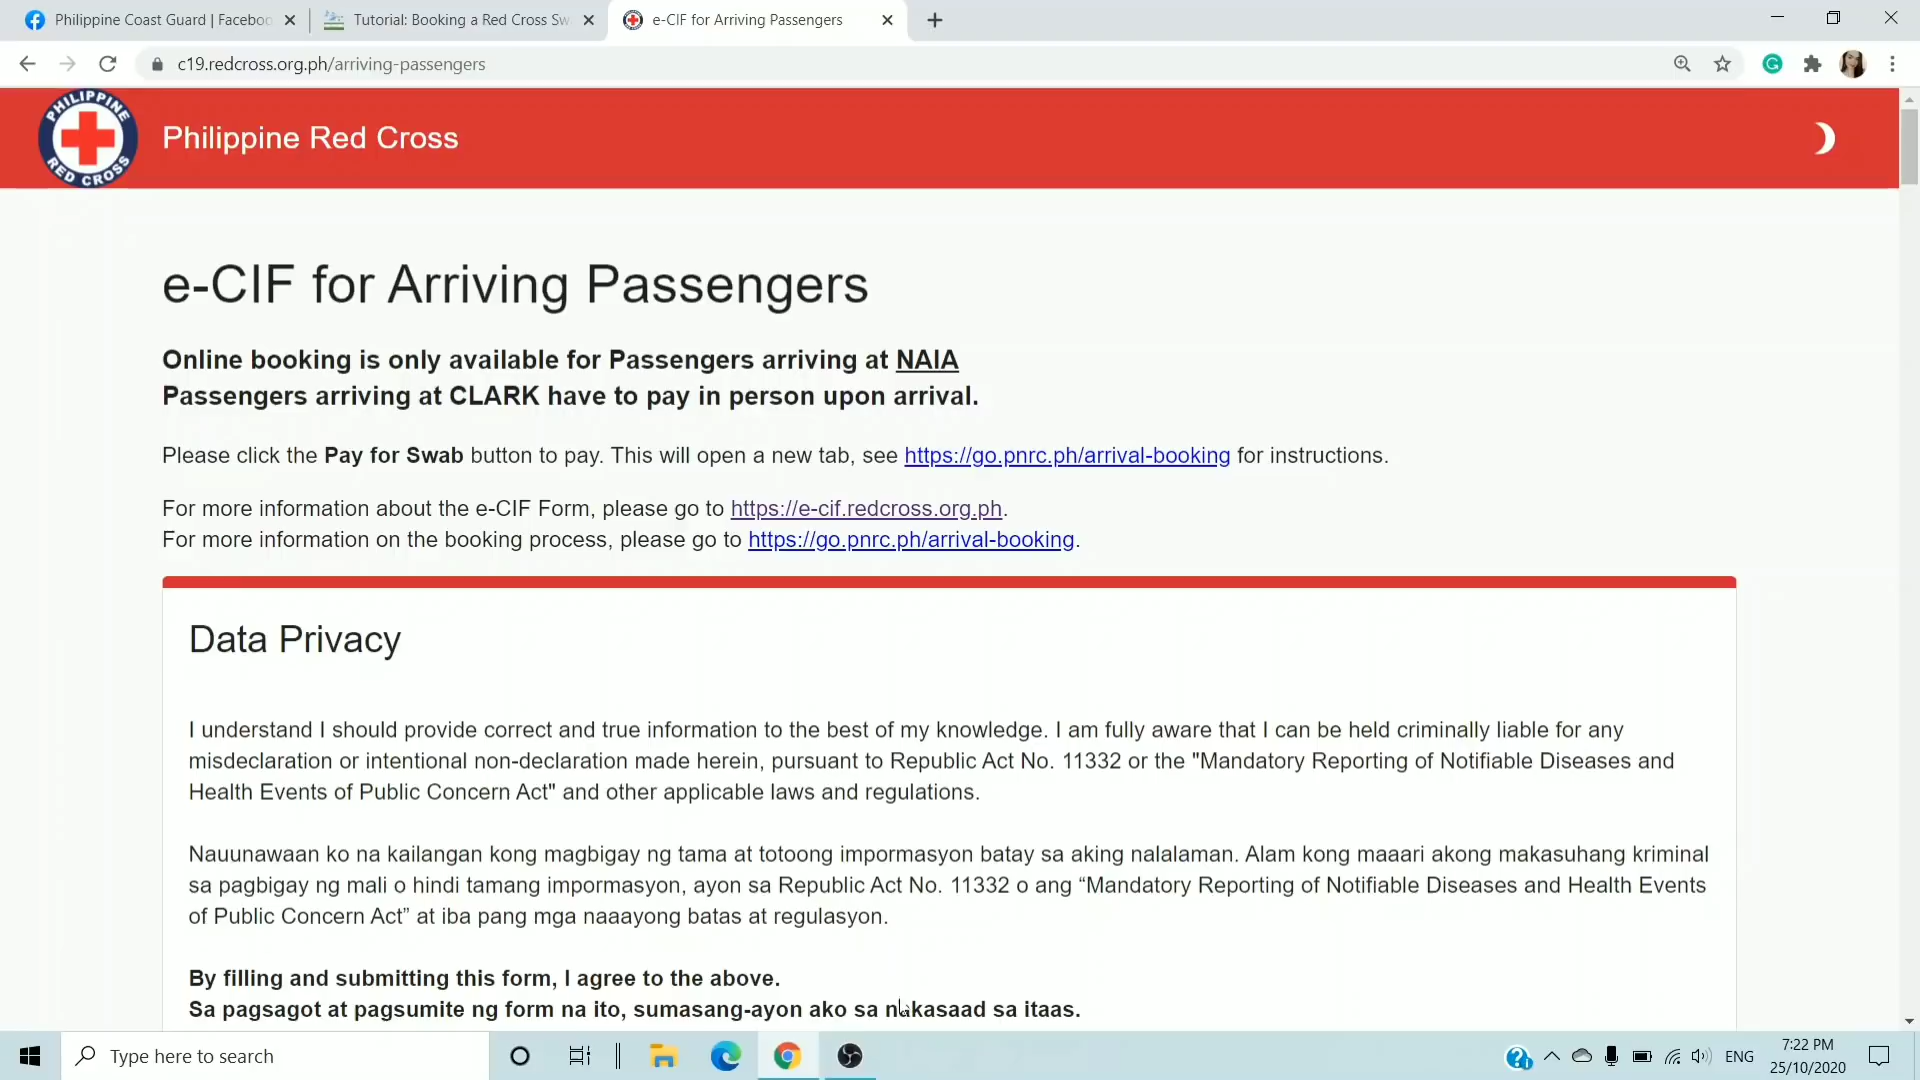 Philippine Coast Guard | Faceboo
Tutorial: Booking a Red Cross Sw
e-CIF for Arriving Passengers
c19.redcross.org.ph/arriving-passengers
PHILIPPINE
RED CROSS
Philippine Red Cross
e-CIF for Arriving Passengers
Online booking is only available for Passengers arriving at NAIA
Passengers arriving at CLARK have to pay in person upon arrival.
Please click the Pay for Swab button to pay. This will open a new tab, see https://go.pnrc.ph/arrival-booking for instructions.
For more information about the e-CIF Form, please go to https://e-cif.redcross.org.ph.
For more information on the booking process, please go to https://go.pnrc.ph/arrival-booking.
Data Privacy
I understand I should provide correct and true information to the best of my knowledge. I am fully aware that I can be held criminally liable for any
misdeclaration or intentional non-declaration made herein, pursuant to Republic Act No. 11332 or the "Mandatory Reporting of Notifiable Diseases and
Health Events of Public Concern Act" and other applicable laws and regulations.
Nauunawaan ko na kailangan kong magbigay ng tama at totoong impormasyon batay sa aking nalalaman. Alam kong maaari akong makasuhang kriminal
sa pagbigay ng mali o hindi tamang impormasyon, ayon sa Republic Act No. 11332 o ang “Mandatory Reporting of Notifiable Diseases and Health Events
of Public Concern Act” at iba pang mga naaayong batas at regulasyon.
By filling and submitting this form, I agree to the above.
Sa pagsagot at pagsumite ng form na ito, sumasang-ayon ako sa nakasaad sa itaas.
Type here to search
ENG
7:22 PM
25/10/2020